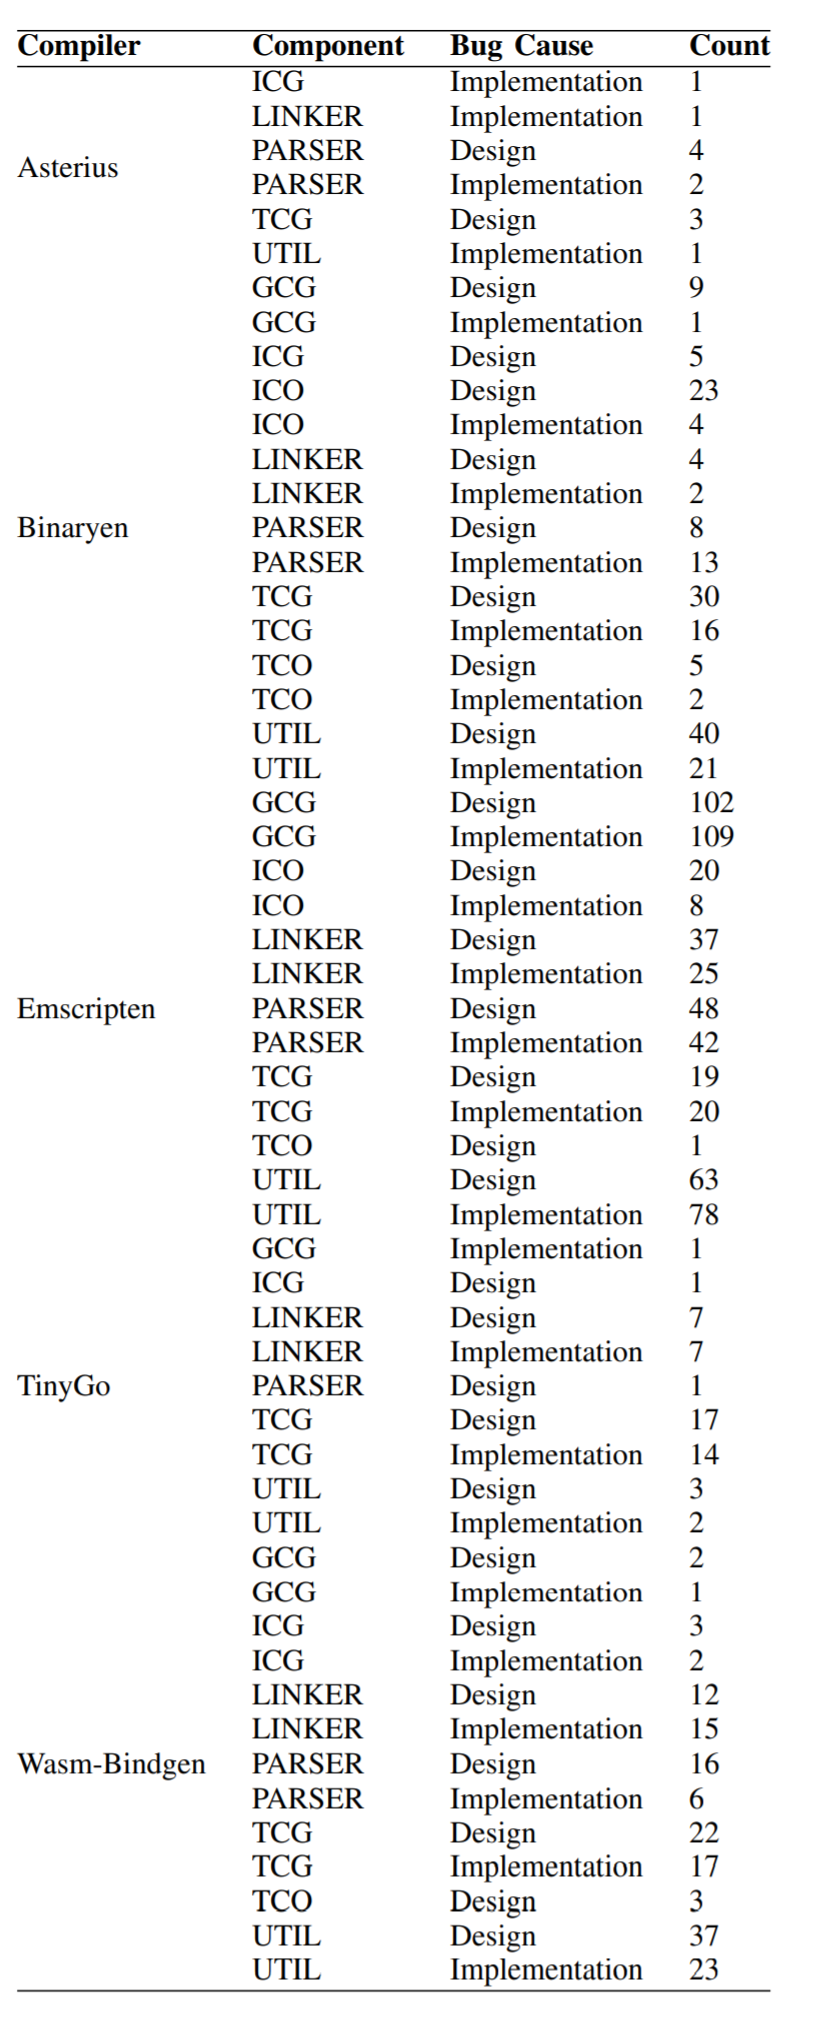 Compiler Component Bug Cause Count
ICG Implementation 1
LINKER Implementation 1
PARSER Design 4
Asterius
PARSER Implementation 2
TCG Design 3
UTIL Implementation 1
GCG Design 9
GCG Implementation 1
ICG Design 5
ICO Design 23
ICO Implementation 4
LINKER Design 4
LINKER Implementation 2
Binaryen PARSER Design 8
PARSER Implementation 13
TCG Design 30
TCG Implementation 16
TCO Design 5
TCO Implementation 2
UTIL Design 40
UTIL Implementation 21
GCG Design 102
GCG Implementation 109
ICO Design 20
ICO Implementation 8
LINKER Design 37
LINKER Implementation 25
Emscripten PARSER Design 48
PARSER Implementation 42
TCG Design 19
TCG Implementation 20
TCO Design 1
UTIL Design 63
UTIL Implementation 78
GCG Implementation 1
ICG Design 1
LINKER Design 7
LINKER Implementation 7
TinyGo PARSER Design 1
TCG Design 17
TCG Implementation 14
UTIL Design 3
UTIL Implementation 2
GCG Design 2
GCG Implementation 1
ICG Design 3
ICG Implementation 2
LINKER Design 12
LINKER Implementation 15
Wasm-Bindgen PARSER Design 16
PARSER Implementation 6
TCG Design 22
TCG Implementation 17
TCO Design 3
UTIL Design 37
UTIL Implementation 23